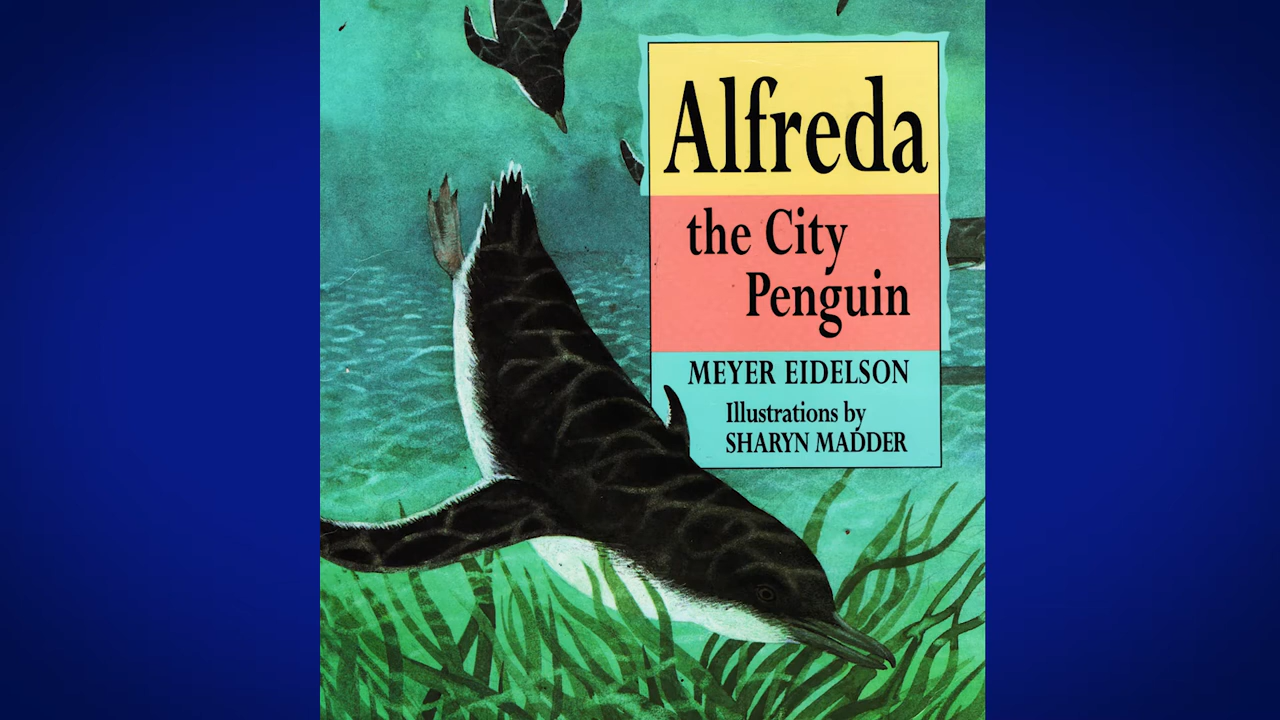 Alfreda
the City
Penguin
MEYER EIDELSON
Illustrations by
SHARYN MADDER